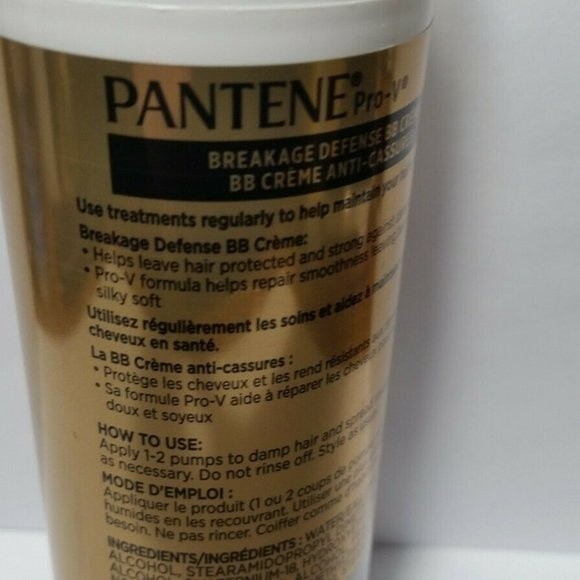 PANTENE® Pro-V®
BREAKAGE DEFENSE BB
BB CRÈME ANTI-CASSURES
Use treatments regularly to help maintain your
Breakage Defense BB Crème:
• Helps leave hair protected and strong against
• Pro-V formula helps repair smoothness leaving
silky soft
Utilisez régulièrement les soins et aidez à
cheveux en santé.
La BB Crème anti-cassures :
• Protège les cheveux et les rend résistants
• Sa formule Pro-V aide à réparer les cheveux
doux et soyeux
HOW TO USE:
Apply 1-2 pumps to damp hair and spread
as necessary. Do not rinse off. Style as
MODE D'EMPLOI :
Appliquer le produit (1 ou 2 coups de
humides en les recouvrant. Utiliser
besoin. Ne pas rincer. Coiffer comme
INGREDIENTS/INGRÉDIENTS : WATER/EAU,
ALCOHOL, STEARAMIDOPROPYL